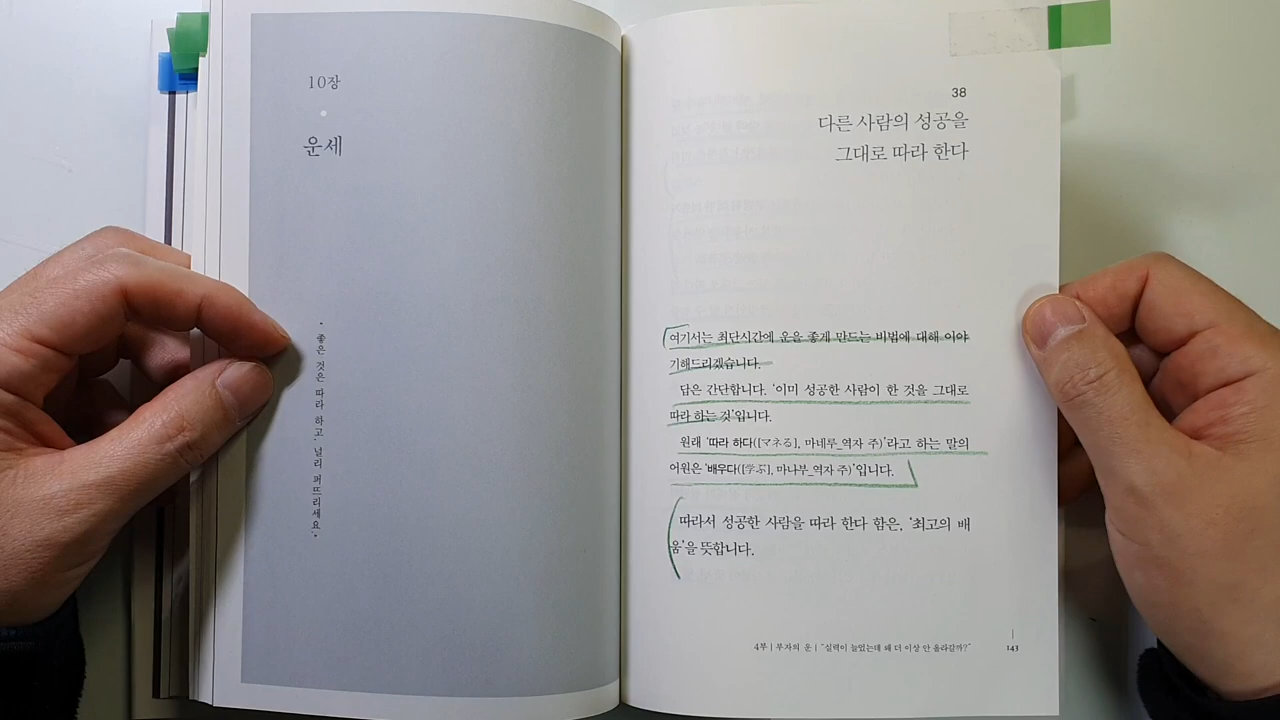 10장
운세
• 좋은 것은 따라 하고, 널리 퍼뜨리세요 •
38
다른 사람의 성공을
그대로 따라 한다
여기서는 최단시간에 운을 좋게 만드는 비법에 대해 이야
기해드리겠습니다.
답은 간단합니다. ‘이미 성공한 사람이 한 것을 그대로
따라 하는 것’입니다.
원래 ‘따라 하다([マネる], 마네루_역자 주)’라고 하는 말의
어원은 ‘배우다([学ぶ], 마나부_역자 주)’입니다.
따라서 성공한 사람을 따라 한다 함은, ‘최고의 배
움’을 뜻합니다.
4부 | 부자의 운 | “실력이 늘었는데 왜 더 이상 안 올라갈까?”
143